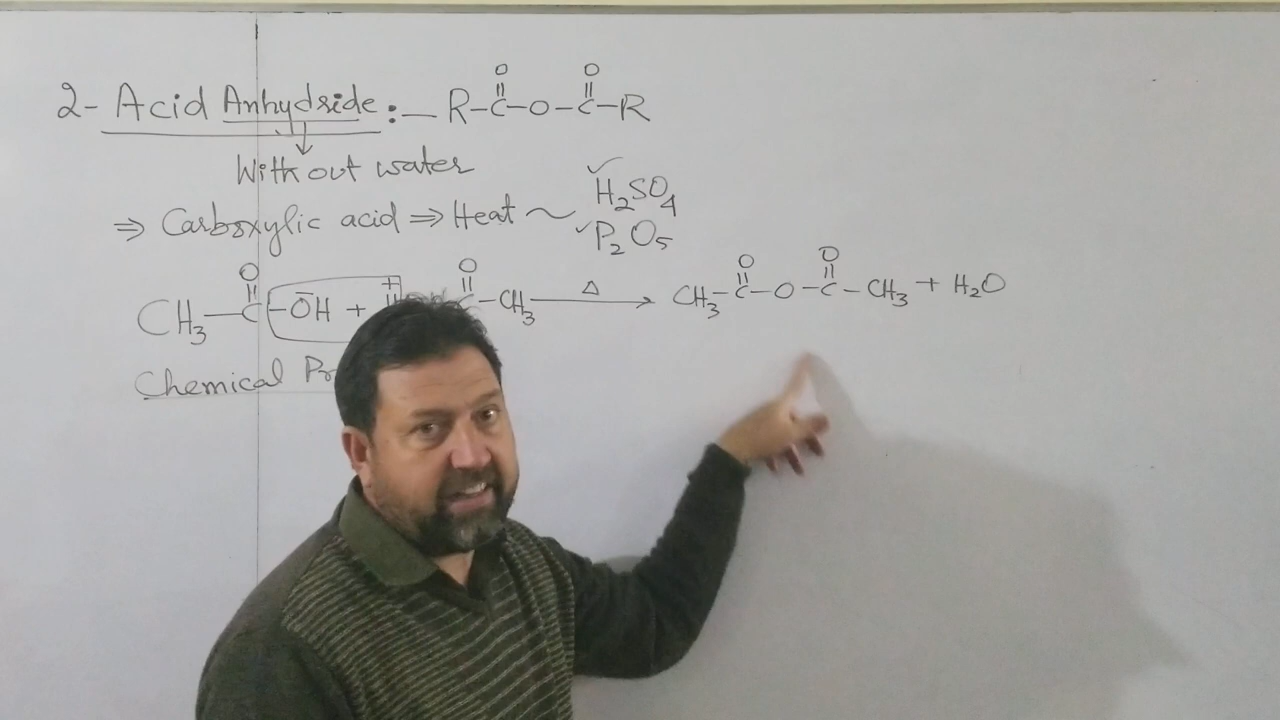 2- Acid Anhydride :— R-C-O-C-R
O O
Without water
⇒ Carboxylic acid ⇒ Heat ~ H₂SO₄
P₂O₅
O O O O
CH₃-C-OH + C-CH₃ —Δ→ CH₃-C-O-C-CH₃ + H₂O
Chemical